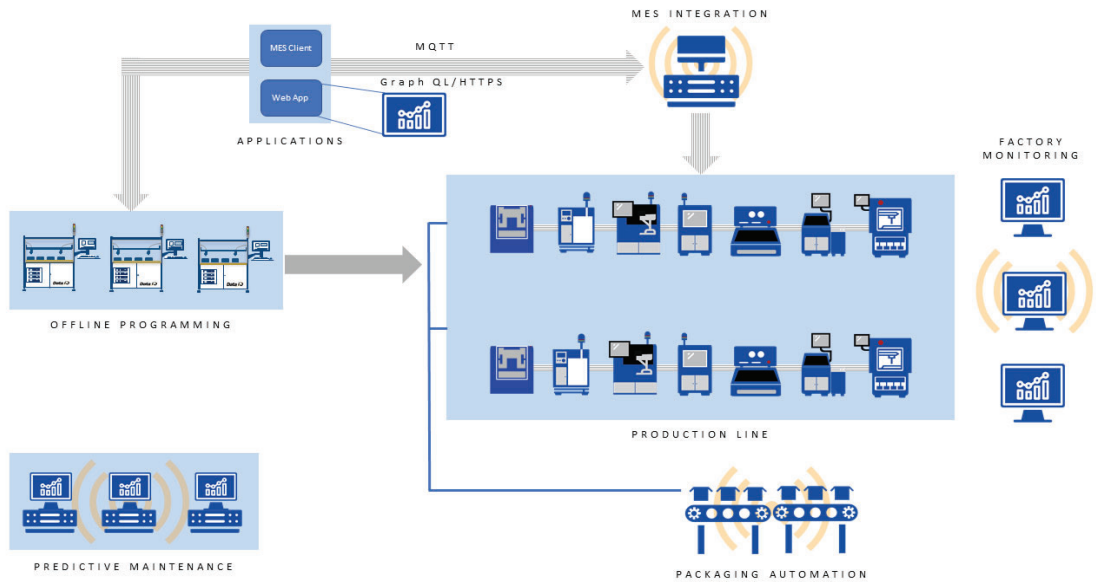 MES INTEGRATION
MES Client
MQTT
Graph QL/HTTPS
Web App
APPLICATIONS
FACTORY
MONITORING
OFFLINE PROGRAMMING
PRODUCTION LINE
PREDICTIVE MAINTENANCE
PACKAGING AUTOMATION